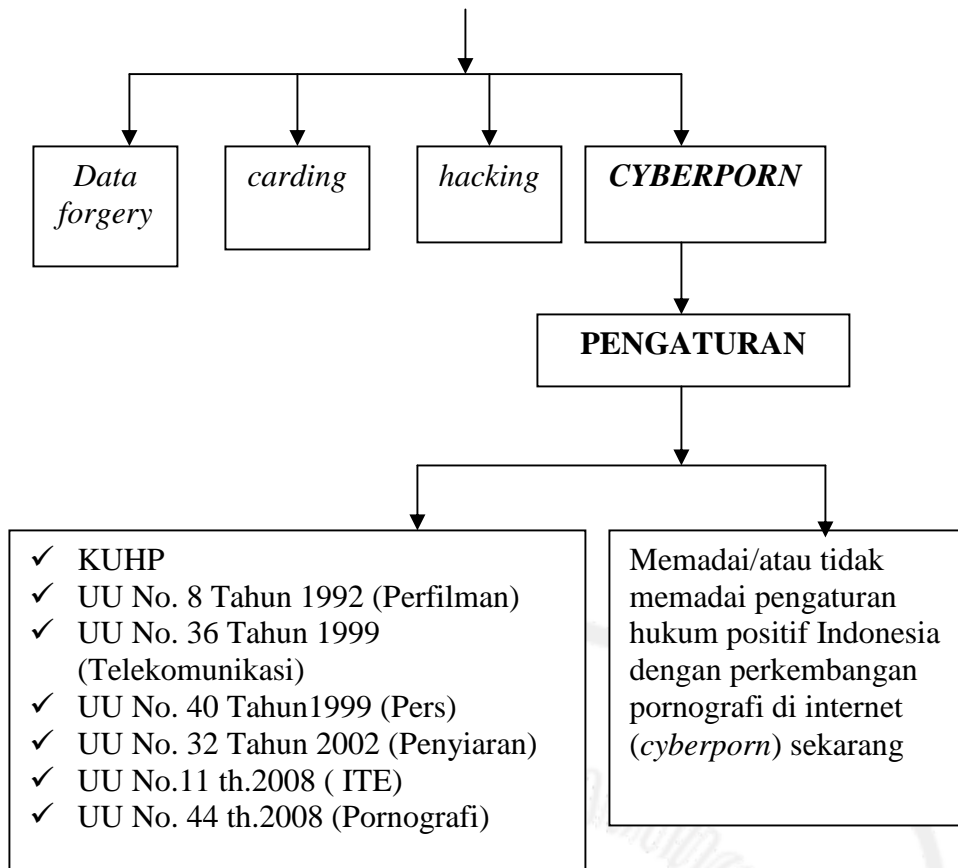 Data
forgery
carding
hacking
CYBERPORN
PENGATURAN
✓ KUHP
✓ UU No. 8 Tahun 1992 (Perfilman)
✓ UU No. 36 Tahun 1999
(Telekomunikasi)
✓ UU No. 40 Tahun1999 (Pers)
✓ UU No. 32 Tahun 2002 (Penyiaran)
✓ UU No.11 th.2008 ( ITE)
✓ UU No. 44 th.2008 (Pornografi)
Memadai/atau tidak
memadai pengaturan
hukum positif Indonesia
dengan perkembangan
pornografi di internet
(cyberporn) sekarang